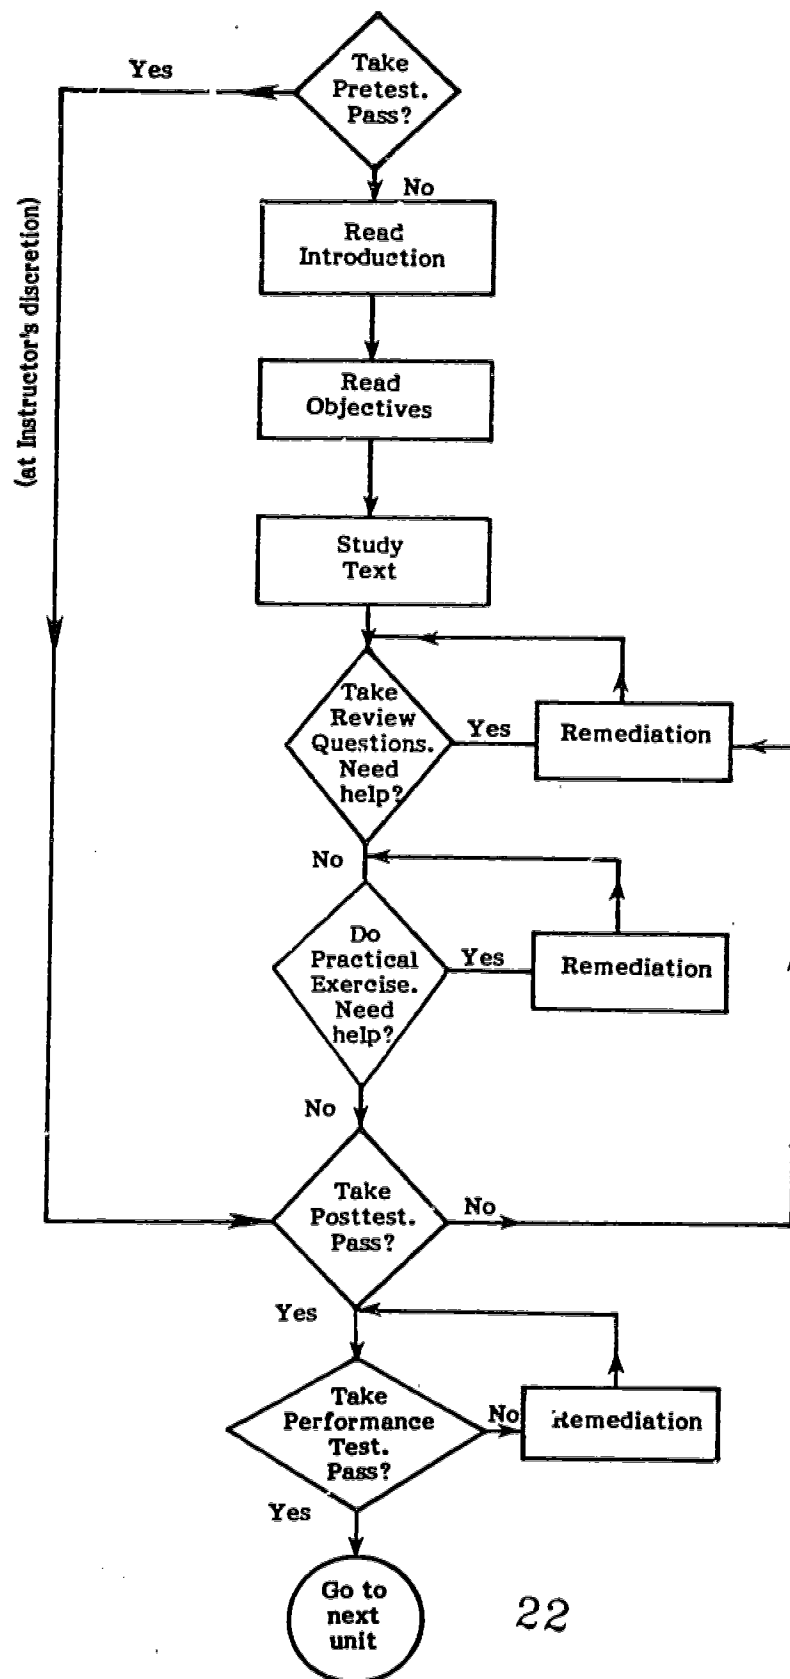 Take
Pretest.
Pass?
Yes
No
(at Instructor's discretion)
Read
Introduction
Read
Objectives
Study
Text
Take
Review
Questions.
Need
help?
Yes
Remediation
No
Do
Practical
Exercise.
Need
help?
Yes
Remediation
No
Take
Posttest.
Pass?
No
Yes
Take
Performance
Test.
Pass?
No
Remediation
Yes
Go to
next
unit
22